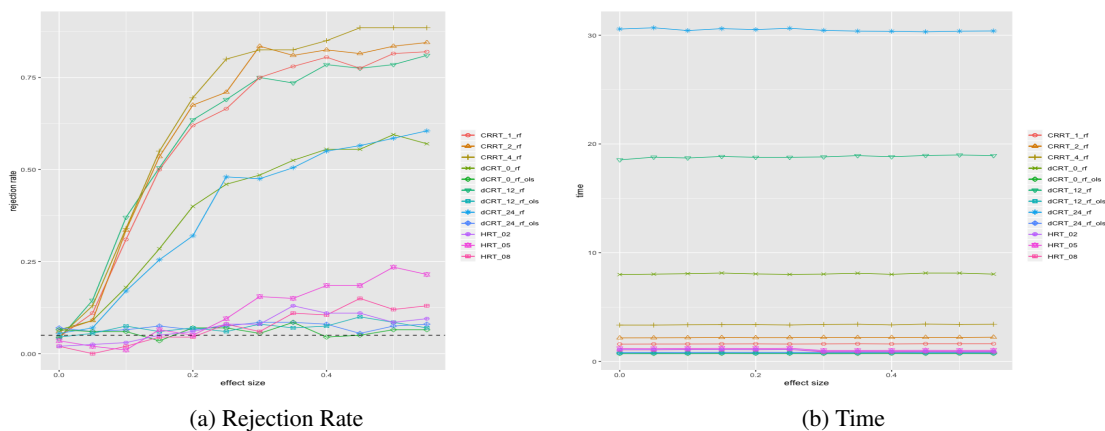 0.75
0.50
0.25
0.00
rejection rate
0.0
0.2
0.4
effect size
CRRT_1_rf
CRRT_2_rf
CRRT_4_rf
dCRT_0_rf
dCRT_0_rf_ols
dCRT_12_rf
dCRT_12_rf_ols
dCRT_24_rf
dCRT_24_rf_ols
HRT_02
HRT_05
HRT_08
(a) Rejection Rate
30
20
10
0
time
0.0
0.2
0.4
effect size
CRRT_1_rf
CRRT_2_rf
CRRT_4_rf
dCRT_0_rf
dCRT_0_rf_ols
dCRT_12_rf
dCRT_12_rf_ols
dCRT_24_rf
dCRT_24_rf_ols
HRT_02
HRT_05
HRT_08
(b) Time